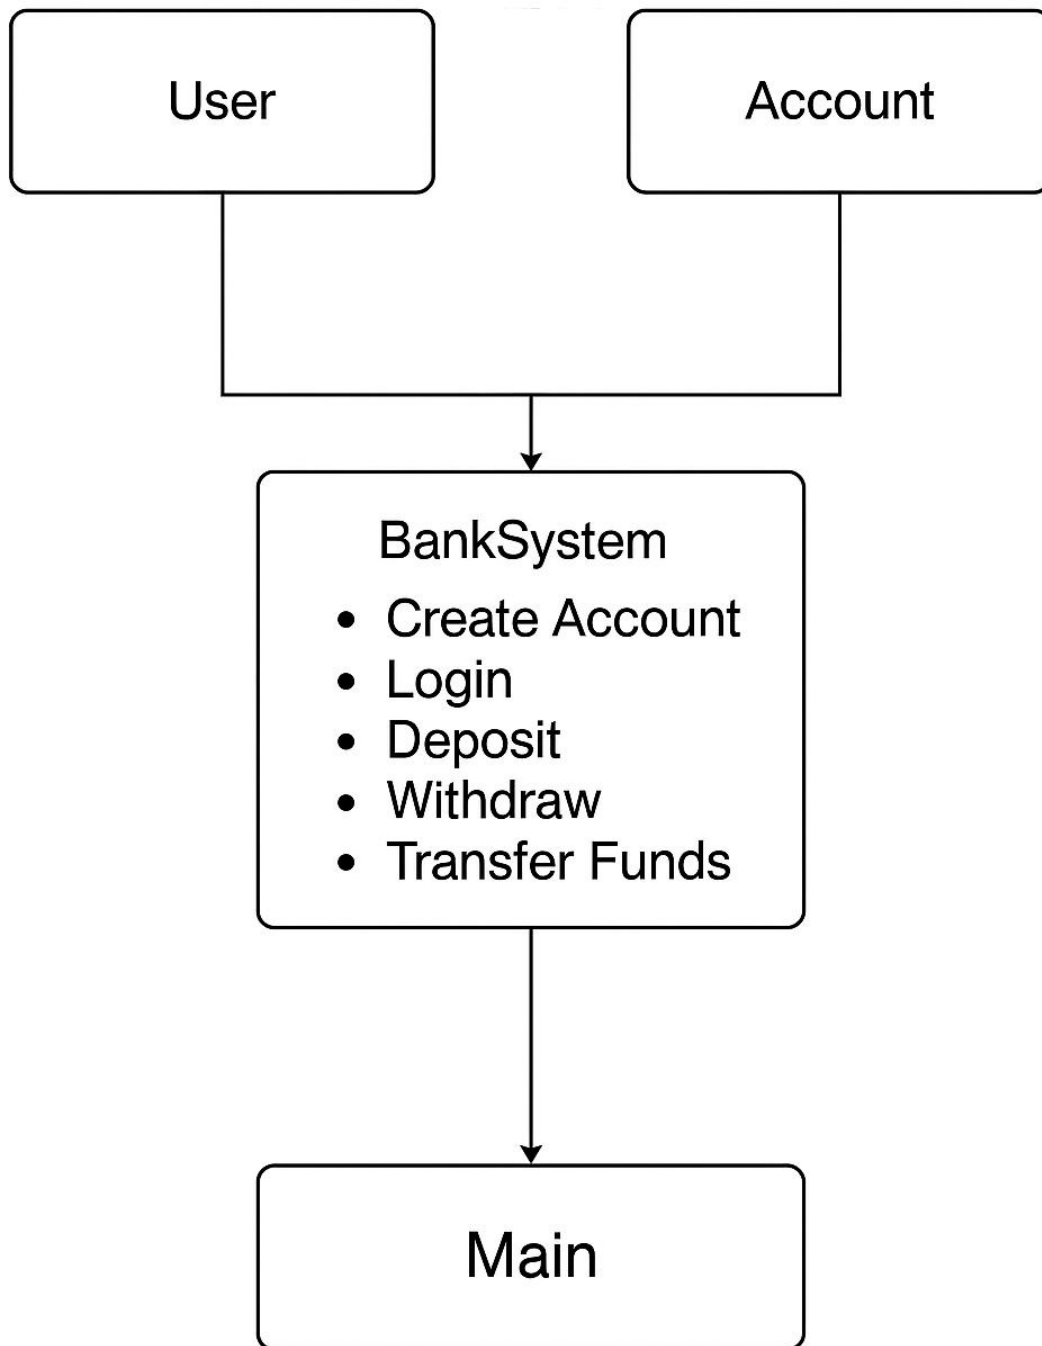 User
Account
BankSystem
• Create Account
• Login
• Deposit
• Withdraw
• Transfer Funds
Main